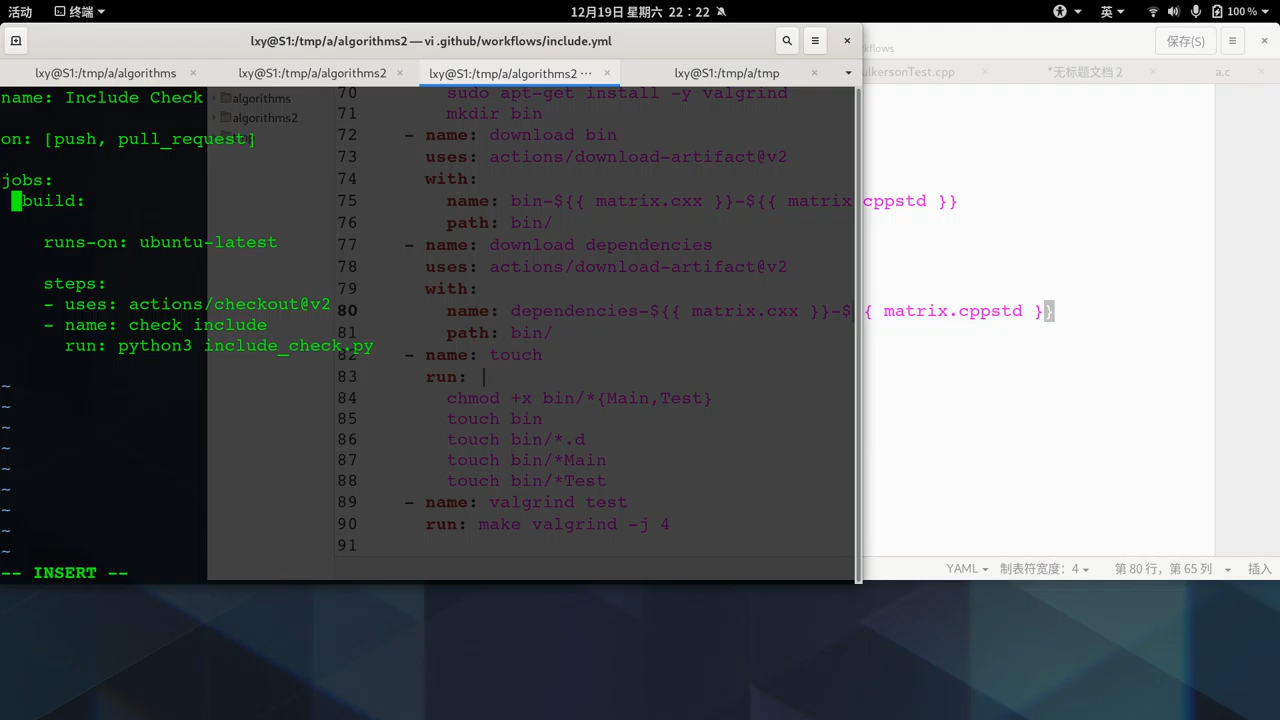 活动 终端 12月19日 星期六 22：22 英 100 %
lxy@S1:/tmp/a/algorithms2 — vi .github/workflows/include.yml
lxy@S1:/tmp/a/algorithms × lxy@S1:/tmp/a/algorithms2 × lxy@S1:/tmp/a/algorithms2 ··· × lxy@S1:/tmp/a/tmp ×
name: Include Check
on: [push, pull_request]
jobs:
build:
runs-on: ubuntu-latest
steps:
- uses: actions/checkout@v2
- name: check include
run: python3 include_check.py
~
~
~
~
~
~
~
~
~
-- INSERT --
algorithms
algorithms2
70 sudo apt-get install -y valgrind
71 mkdir bin
72 - name: download bin
73 uses: actions/download-artifact@v2
74 with:
75 name: bin-${{ matrix.cxx }}-${{ matrix.cppstd }}
76 path: bin/
77 - name: download dependencies
78 uses: actions/download-artifact@v2
79 with:
80 name: dependencies-${{ matrix.cxx }}-${{ matrix.cppstd }}
81 path: bin/
82 - name: touch
83 run: |
84 chmod +x bin/*{Main,Test}
85 touch bin
86 touch bin/*.d
87 touch bin/*Main
88 touch bin/*Test
89 - name: valgrind test
90 run: make valgrind -j 4
91
保存(S)
ulkersonTest.cpp × *无标题文档 2 × a.c ×
YAML 制表符宽度：4 第 80 行，第 65 列 插入